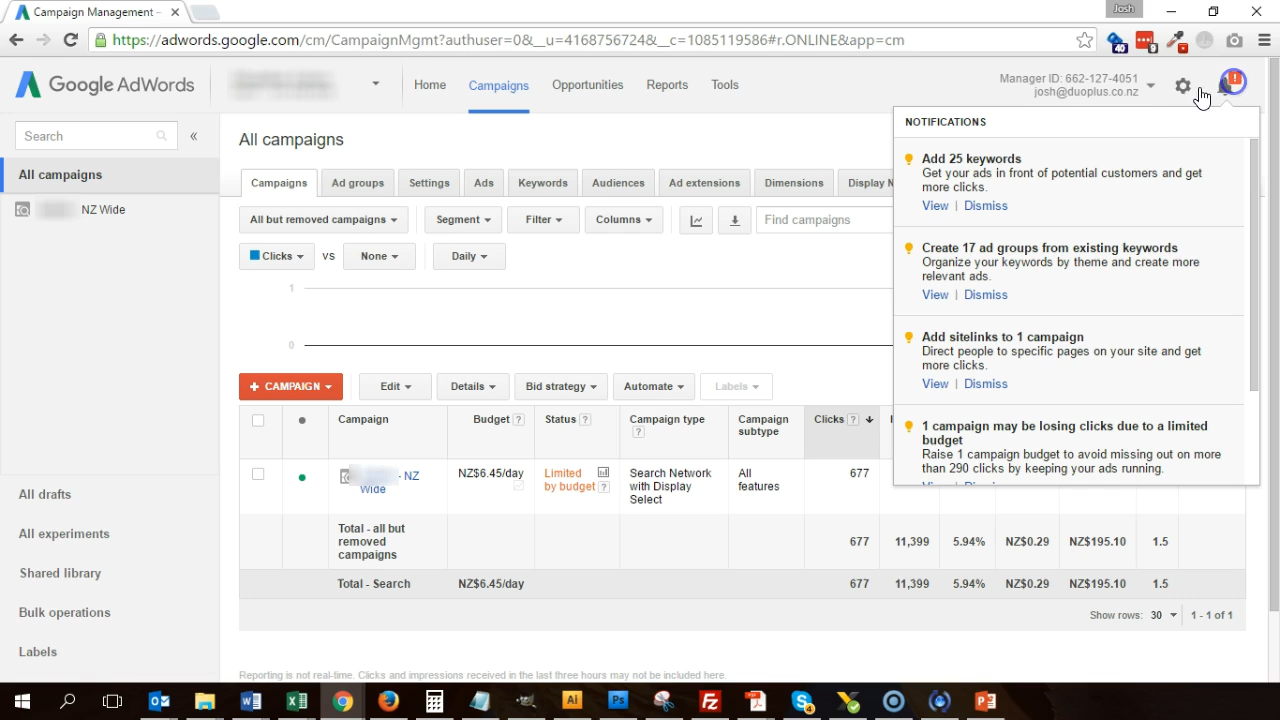 Campaign Management –
Josh
https://adwords.google.com/cm/CampaignMgmt?authuser=0&__u=4168756724&__c=1085119586#r.ONLINE&app=cm
40
9
Google AdWords
Home
Campaigns
Opportunities
Reports
Tools
Manager ID: 662-127-4051
josh@duoplus.co.nz
Search
«
All campaigns
NZ Wide
All drafts
All experiments
Shared library
Bulk operations
Labels
All campaigns
Campaigns
Ad groups
Settings
Ads
Keywords
Audiences
Ad extensions
Dimensions
Display N
All but removed campaigns
Segment
Filter
Columns
Find campaigns
Clicks
VS
None
Daily
1
0
NOTIFICATIONS
Add 25 keywords
Get your ads in front of potential customers and get
more clicks.
View | Dismiss
Create 17 ad groups from existing keywords
Organize your keywords by theme and create more
relevant ads.
View | Dismiss
Add sitelinks to 1 campaign
Direct people to specific pages on your site and get
more clicks.
View | Dismiss
1 campaign may be losing clicks due to a limited
budget
Raise 1 campaign budget to avoid missing out on more
than 290 clicks by keeping your ads running.
+ CAMPAIGN
Edit
Details
Bid strategy
Automate
Labels
Campaign
Budget ?
Status ?
Campaign type
?
Campaign
subtype
Clicks ?
- NZ
Wide
NZ$6.45/day
Limited
by budget ?
Search Network
with Display
Select
All
features
677
Total - all but
removed
campaigns
677
11,399
5.94%
NZ$0.29
NZ$195.10
1.5
Total - Search
NZ$6.45/day
677
11,399
5.94%
NZ$0.29
NZ$195.10
1.5
Show rows: 30
1 - 1 of 1
Reporting is not real-time. Clicks and impressions received in the last three hours may not be included here.